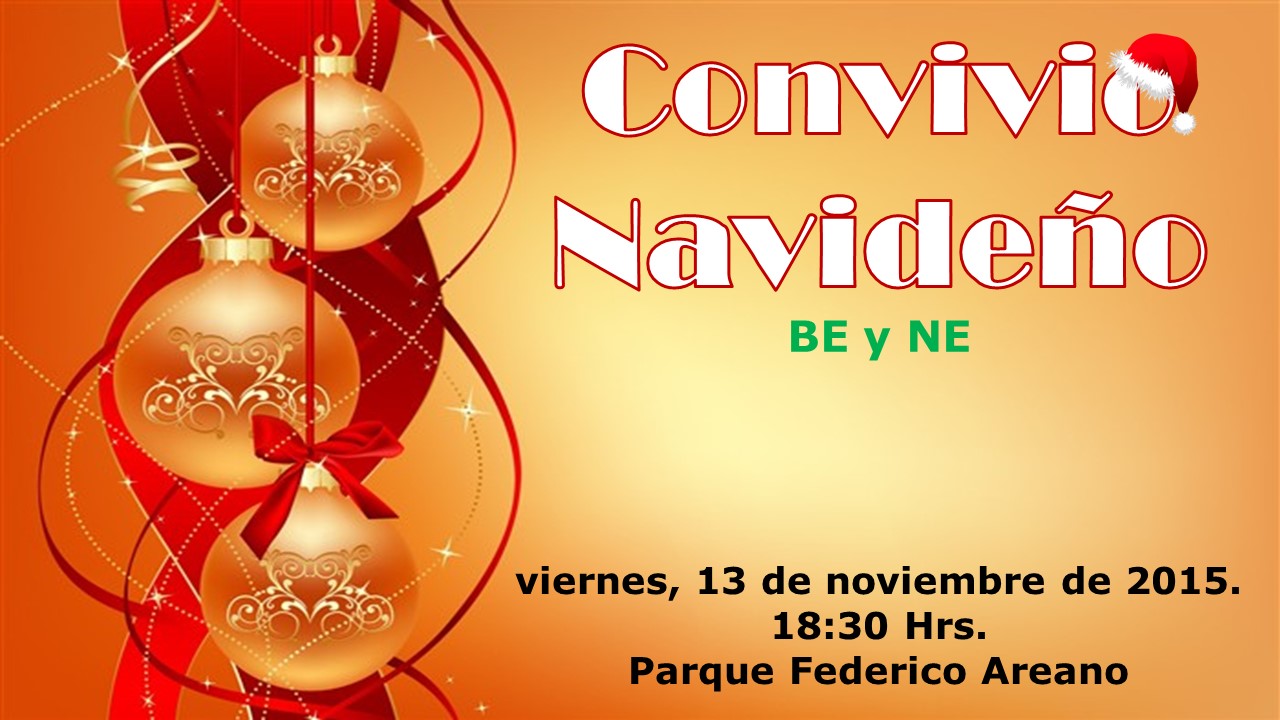 Convivio
Navideño
BE y NE
viernes, 13 de noviembre de 2015.
18:30 Hrs.
Parque Federico Areano